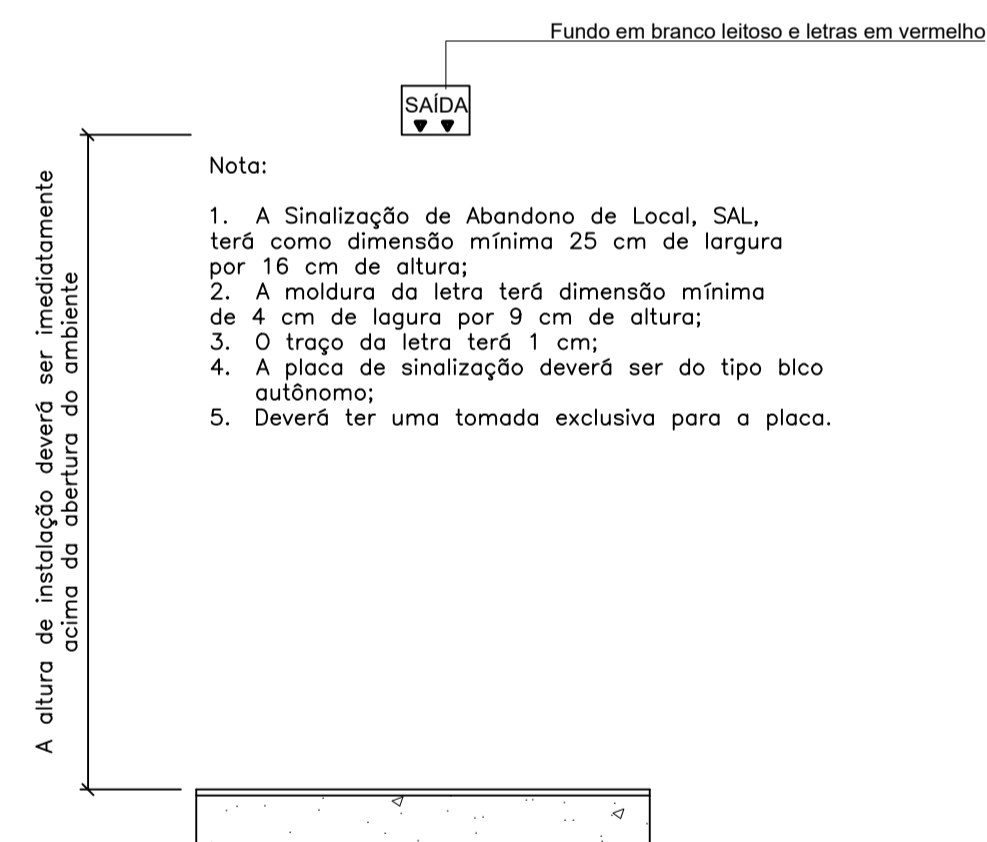 Fundo em branco leitoso e letras em vermelho
SAÍDA
Nota:
1. A Sinalização de Abandono de Local, SAL,
terá como dimensão mínima 25 cm de largura
por 16 cm de altura;
2. A moldura da letra terá dimensão mínima
de 4 cm de lagura por 9 cm de altura;
3. O traço da letra terá 1 cm;
4. A placa de sinalização deverá ser do tipo blco
autônomo;
5. Deverá ter uma tomada exclusiva para a placa.
A altura de instalação deverá ser imediatamente
acima da abertura do ambiente